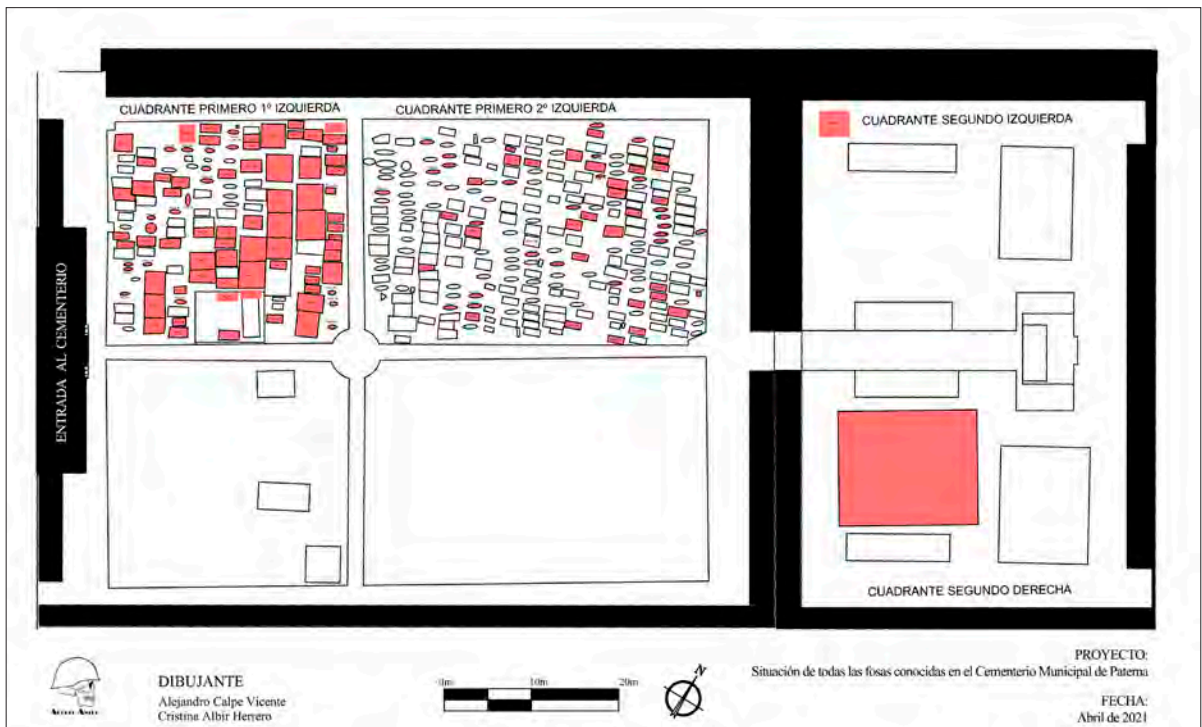 CUADRANTE PRIMERO 1º IZQUIERDA
CUADRANTE PRIMERO 2º IZQUIERDA
CUADRANTE SEGUNDO IZQUIERDA
ENTRADA AL CEMENTERIO
CUADRANTE SEGUNDO DERECHA
DIBUJANTE
Alejandro Calpe Vicente
Cristina Albir Herrero
0m 10m 20m
N
PROYECTO:
Situación de todas las fosas conocidas en el Cementerio Municipal de Paterna
FECHA:
Abril de 2021